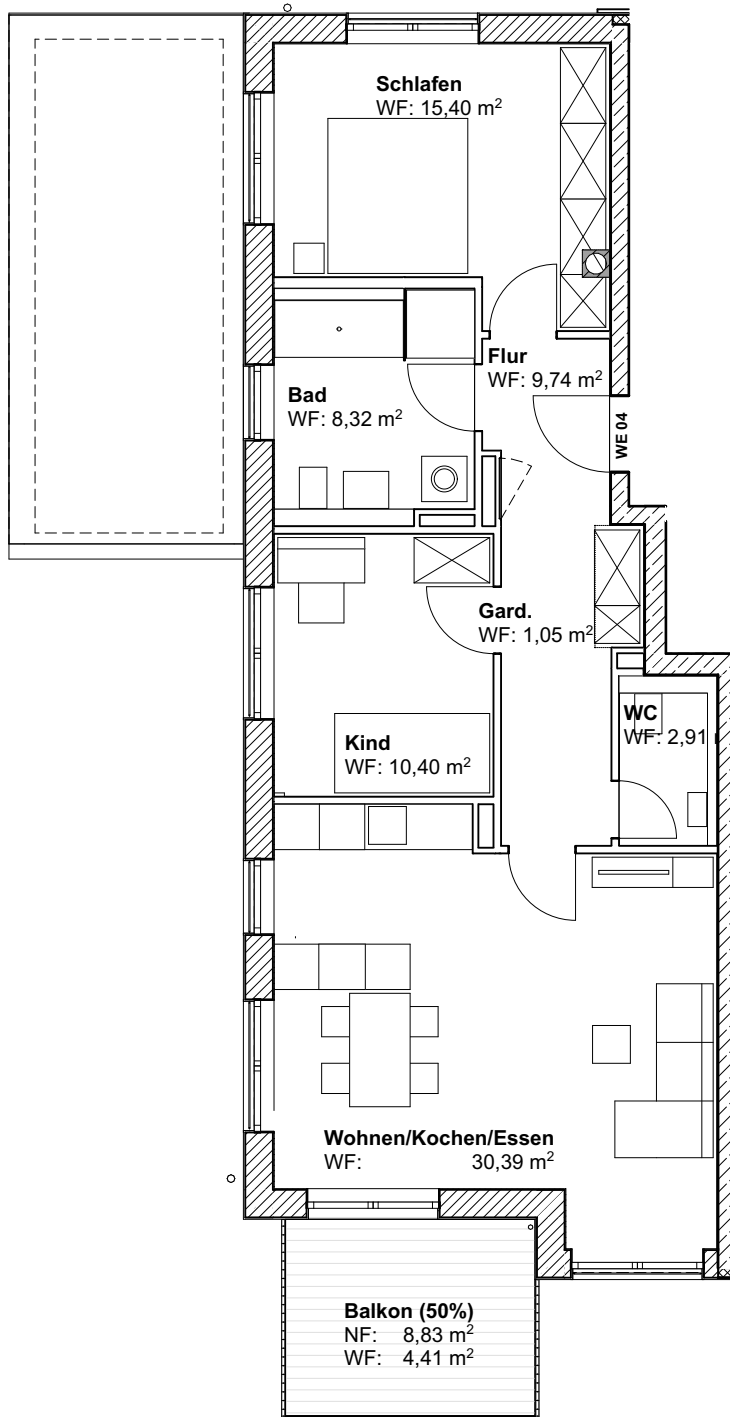 Schlafen
WF: 15,40 m²
Flur
WF: 9,74 m²
Bad
WF: 8,32 m²
WE 04
Gard.
WF: 1,05 m²
WC
WF: 2,91
Kind
WF: 10,40 m²
Wohnen/Kochen/Essen
WF: 30,39 m²
Balkon (50%)
NF: 8,83 m²
WF: 4,41 m²